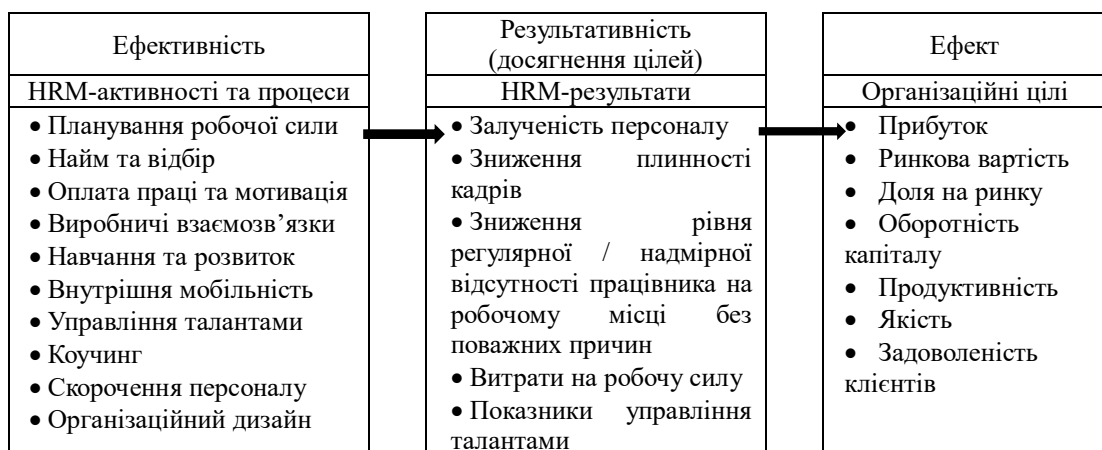 Ефективність
HRM-активності та процеси
• Планування робочої сили
• Найм та відбір
• Оплата праці та мотивація
• Виробничі взаємозв’язки
• Навчання та розвиток
• Внутрішня мобільність
• Управління талантами
• Коучинг
• Скорочення персоналу
• Організаційний дизайн
Результативність
(досягнення цілей)
HRM-результати
• Залученість персоналу
• Зниження плинності
кадрів
• Зниження рівня
регулярної / надмірної
відсутності працівника на
робочому місці без
поважних причин
• Витрати на робочу силу
• Показники управління
талантами
Ефект
Організаційні цілі
• Прибуток
• Ринкова вартість
• Доля на ринку
• Оборотність
капіталу
• Продуктивність
• Якість
• Задоволеність
клієнтів